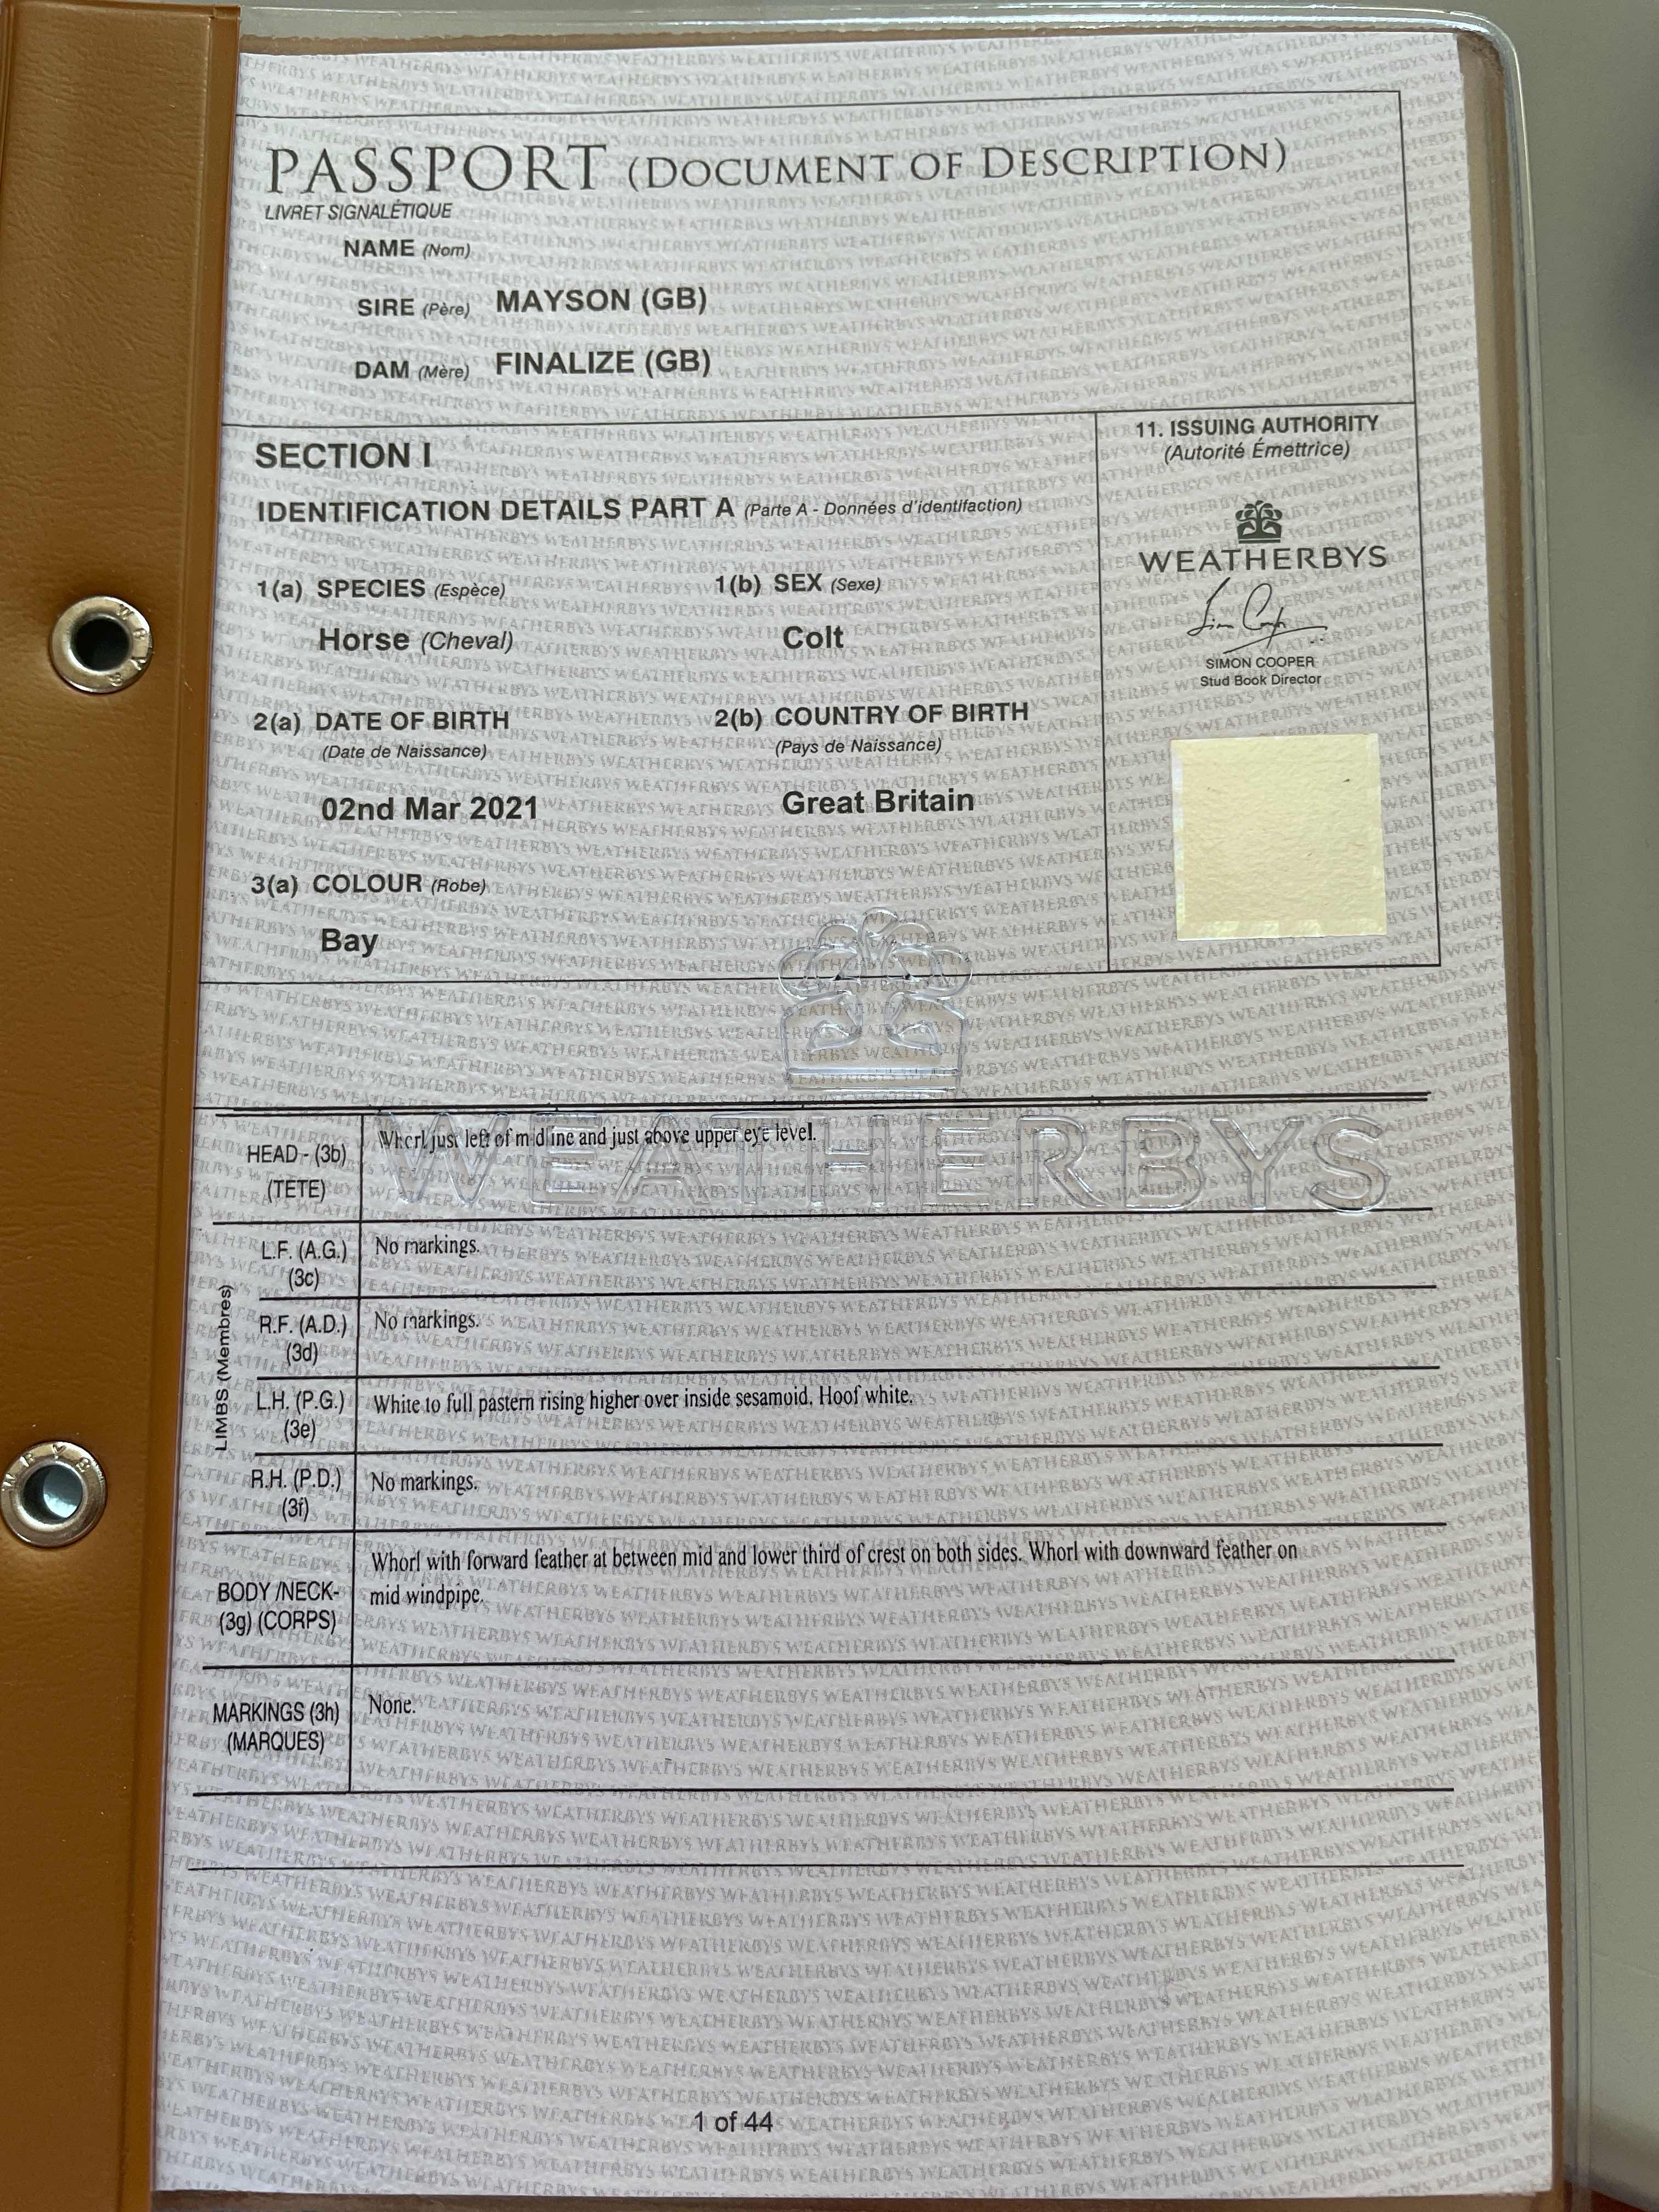 PASSPORT (DOCUMENT OF DESCRIPTION)
LIVRET SIGNALÉTIQUE
NAME (Nom)
SIRE (Père) MAYSON (GB)
DAM (Mère) FINALIZE (GB)
SECTION I
IDENTIFICATION DETAILS PART A (Parte A - Données d'identifaction)
1(a) SPECIES (Espèce)
Horse (Cheval)
1(b) SEX (Sexe)
Colt
2(a) DATE OF BIRTH
(Date de Naissance)
02nd Mar 2021
2(b) COUNTRY OF BIRTH
(Pays de Naissance)
Great Britain
3(a) COLOUR (Robe)
Bay
11. ISSUING AUTHORITY
(Autorité Émettrice)
WEATHERBYS
SIMON COOPER
Stud Book Director
WEATHERBYS
HEAD - (3b)
(TETE)
Whorl just left of midline and just above upper eye level.
LIMBS (Membres)
L.F. (A.G.)
(3c)
No markings.
R.F. (A.D.)
(3d)
No markings.
L.H. (P.G.)
(3e)
White to full pastern rising higher over inside sesamoid. Hoof white.
R.H. (P.D.)
(3f)
No markings.
BODY /NECK-
(3g) (CORPS)
Whorl with forward feather at between mid and lower third of crest on both sides. Whorl with downward feather on
mid windpipe.
MARKINGS (3h)
(MARQUES)
None.
1 of 44